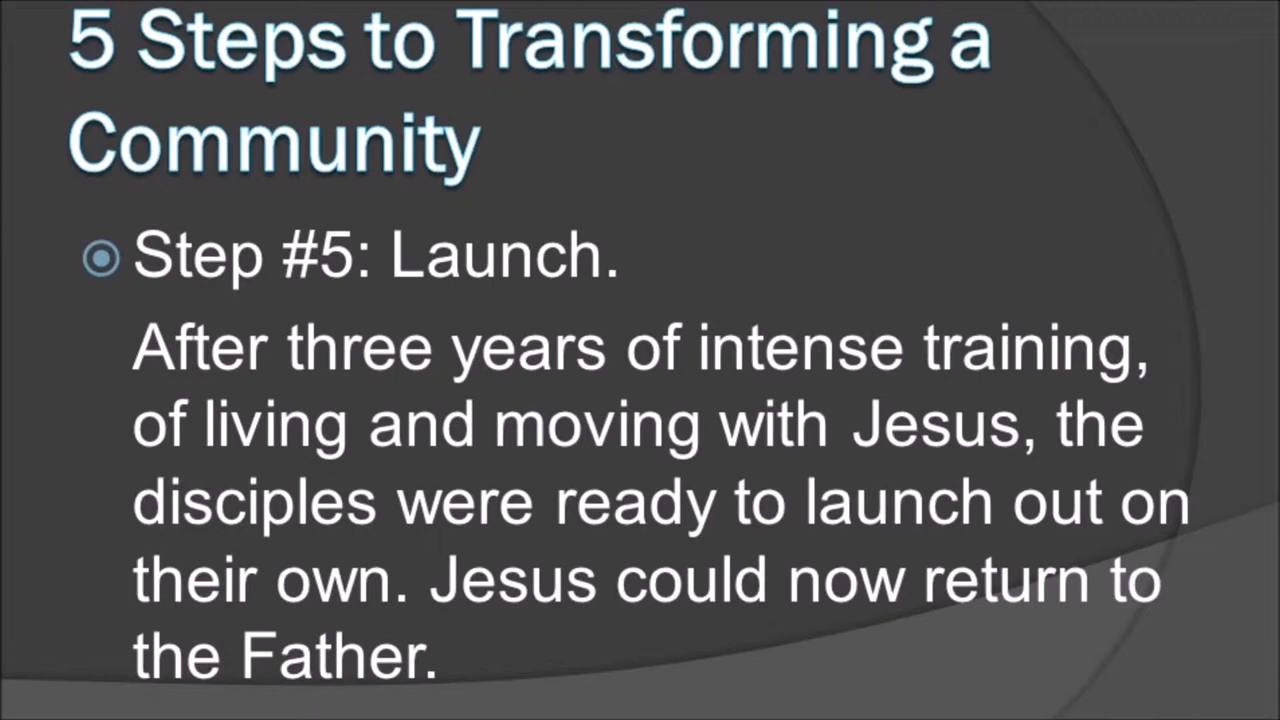 5 Steps to Transforming a
Community
Step #5: Launch.
After three years of intense training,
of living and moving with Jesus, the
disciples were ready to launch out on
their own. Jesus could now return to
the Father.